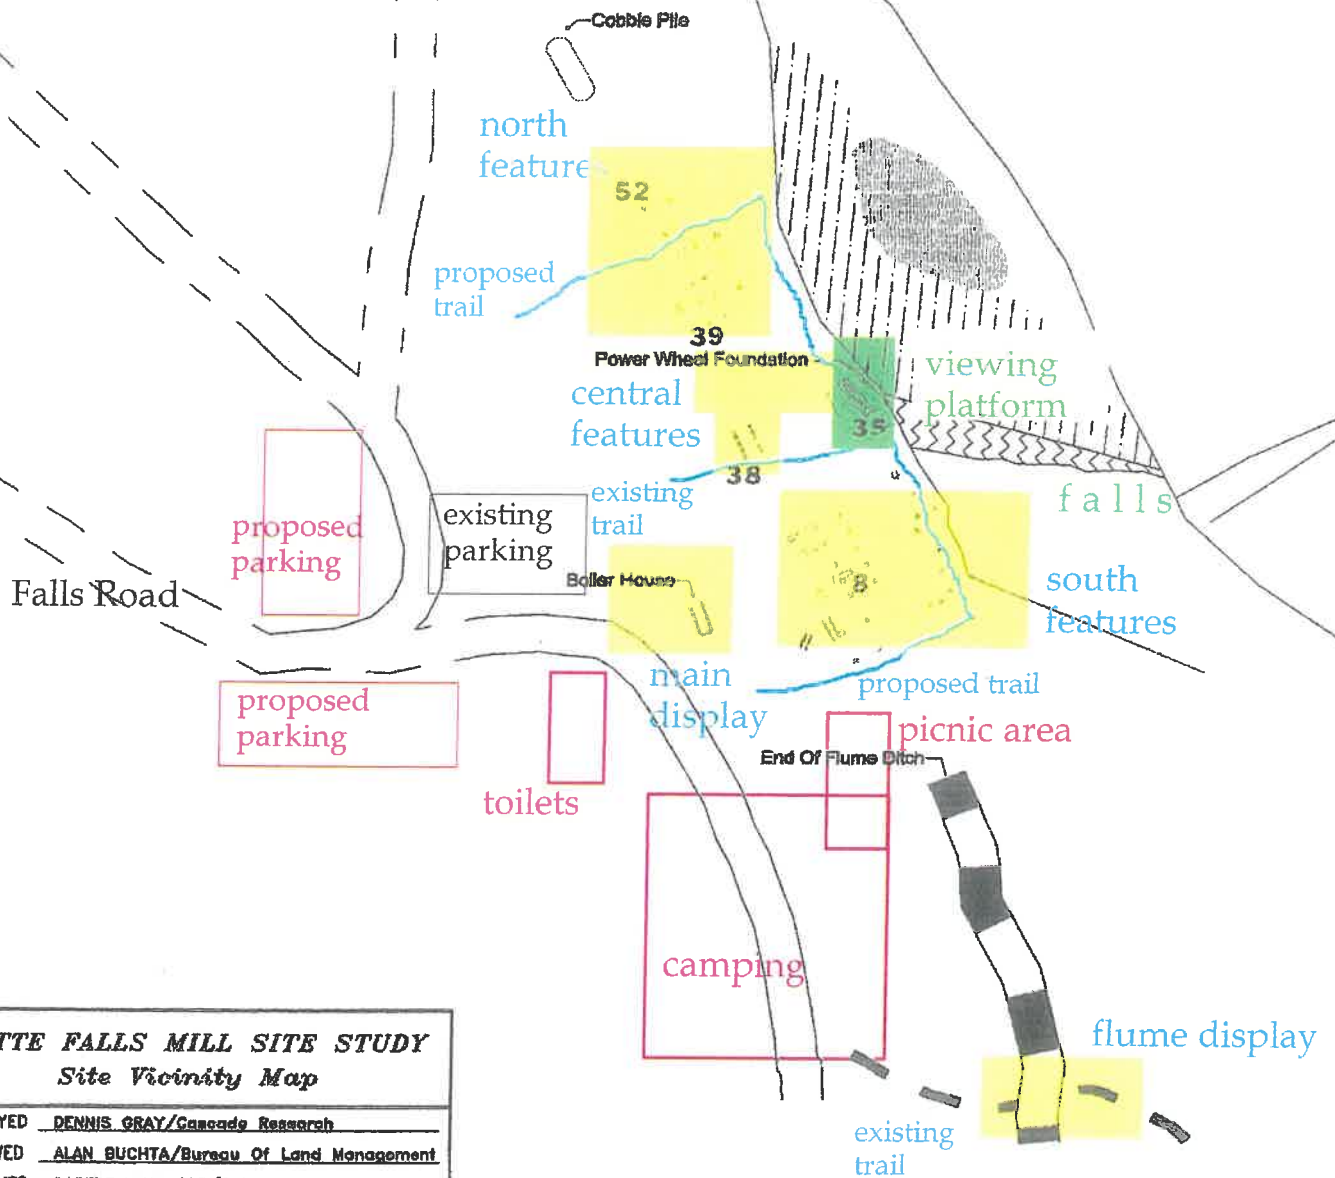 Cobble Pile
north
feature
52
proposed
trail
39
Power Wheel Foundation
central
features
viewing
platform
35
38
existing
trail
falls
proposed
parking
existing
parking
Falls Road
Boiler House
8
south
features
main
display
proposed trail
proposed
parking
toilets
picnic area
End Of Flume Ditch
camping
flume display
existing
trail
TTE FALLS MILL SITE STUDY
Site Vicinity Map
YED DENNIS GRAY/Cascade Research
VED ALAN BUCHTA/Bureau Of Land Management